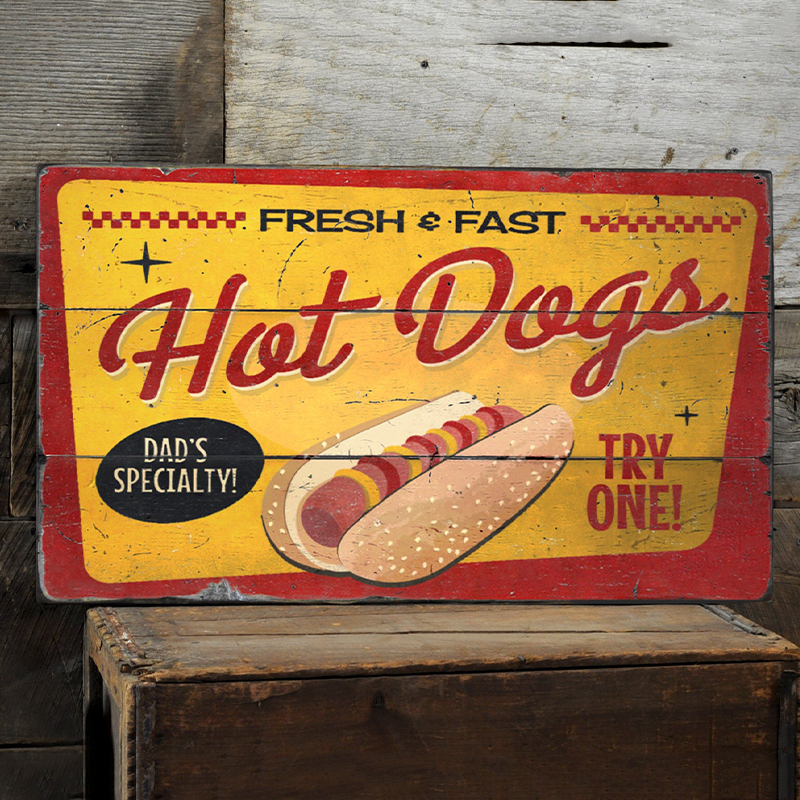 FRESH & FAST
Hot Dogs
DAD'S
SPECIALTY!
TRY
ONE!